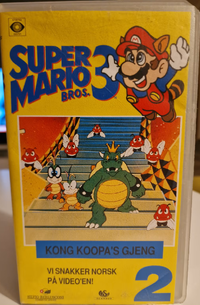 SUPER
MARIO 3
BROS.
KONG KOOPA'S GJENG
VI SNAKKER NORSK
PÅ VIDEO'EN!
2